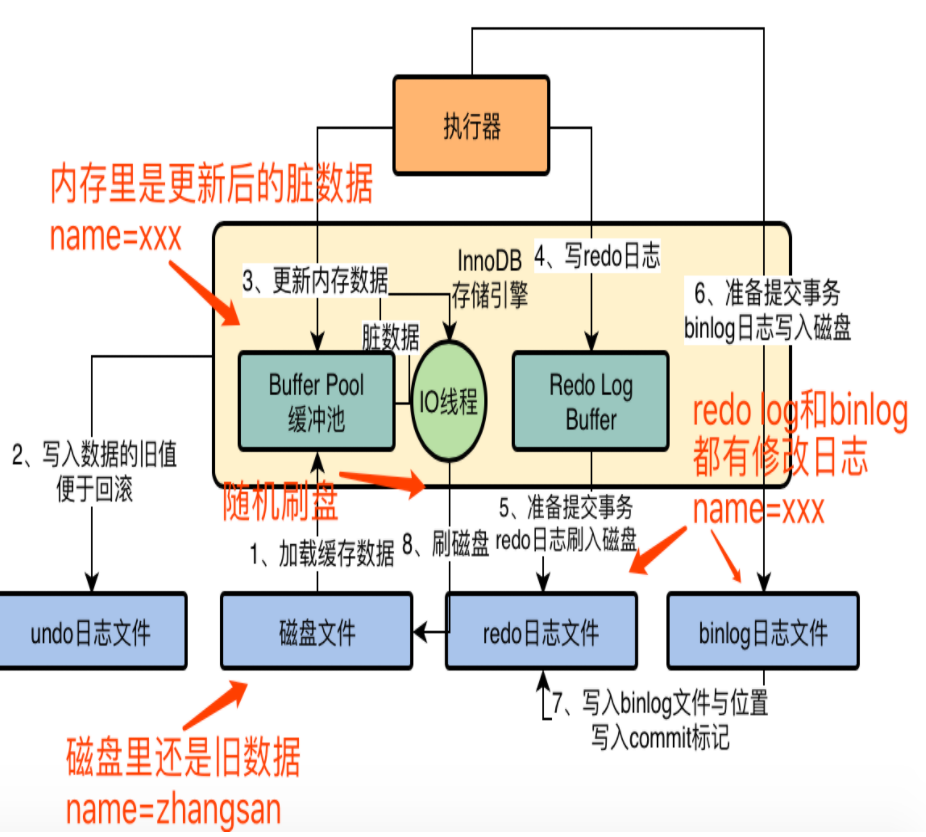 执行器
内存里是更新后的脏数据
name=xxx
InnoDB
存储引擎
3、更新内存数据
4、写redo日志
6、准备提交事务
binlog日志写入磁盘
脏数据
Buffer Pool
缓冲池
IO线程
Redo Log
Buffer
redo log和binlog
都有修改日志
name=xxx
2、写入数据的旧值
便于回滚
随机刷盘
1、加载缓存数据
8、刷磁盘
5、准备提交事务
redo日志刷入磁盘
undo日志文件
磁盘文件
redo日志文件
binlog日志文件
7、写入binlog文件与位置
写入commit标记
磁盘里还是旧数据
name=zhangsan